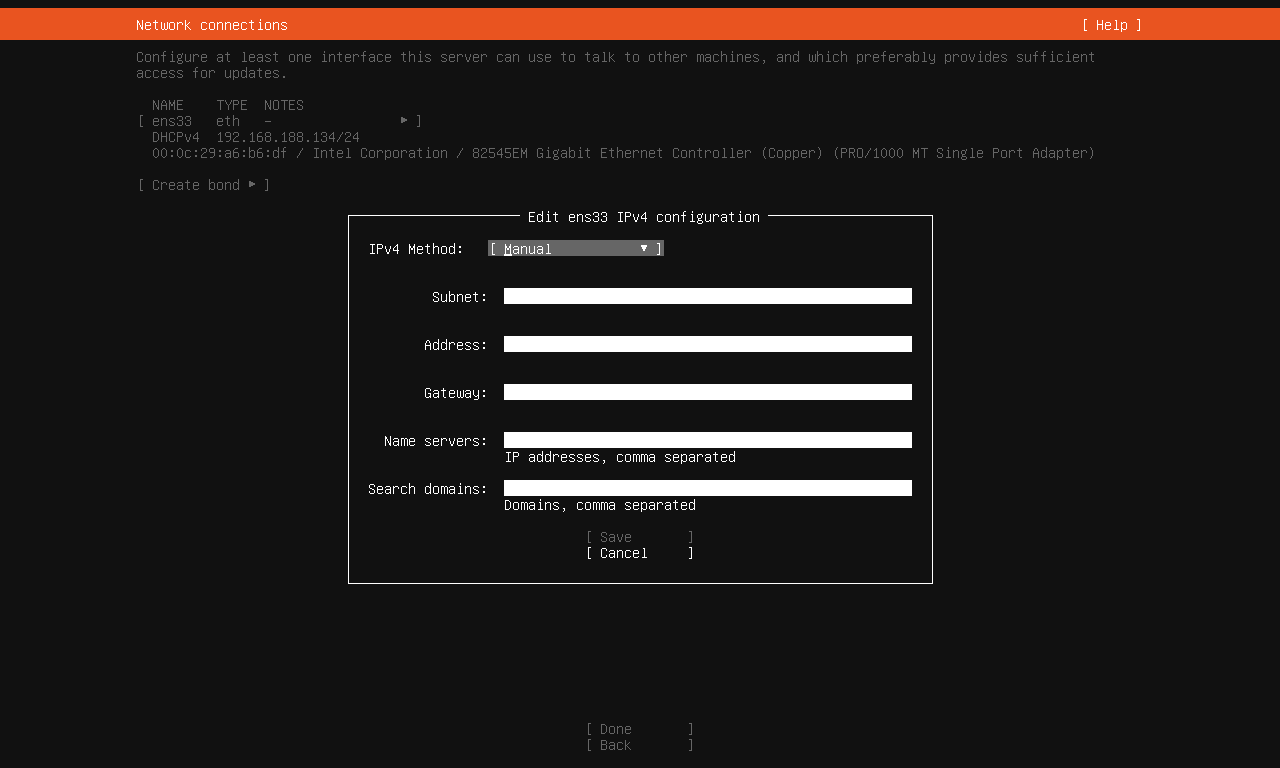 Network connections [ Help ]
Configure at least one interface this server can use to talk to other machines, and which preferably provides sufficient
access for updates.
NAME TYPE NOTES
[ ens33 eth – ▸ ]
DHCPv4 192.168.188.134/24
00:0c:29:a6:b6:df / Intel Corporation / 82545EM Gigabit Ethernet Controller (Copper) (PRO/1000 MT Single Port Adapter)
[ Create bond ▸ ]
Edit ens33 IPv4 configuration
IPv4 Method: [ Manual ▾ ]
Subnet:
Address:
Gateway:
Name servers:
IP addresses, comma separated
Search domains:
Domains, comma separated
[ Save ]
[ Cancel ]
[ Done ]
[ Back ]